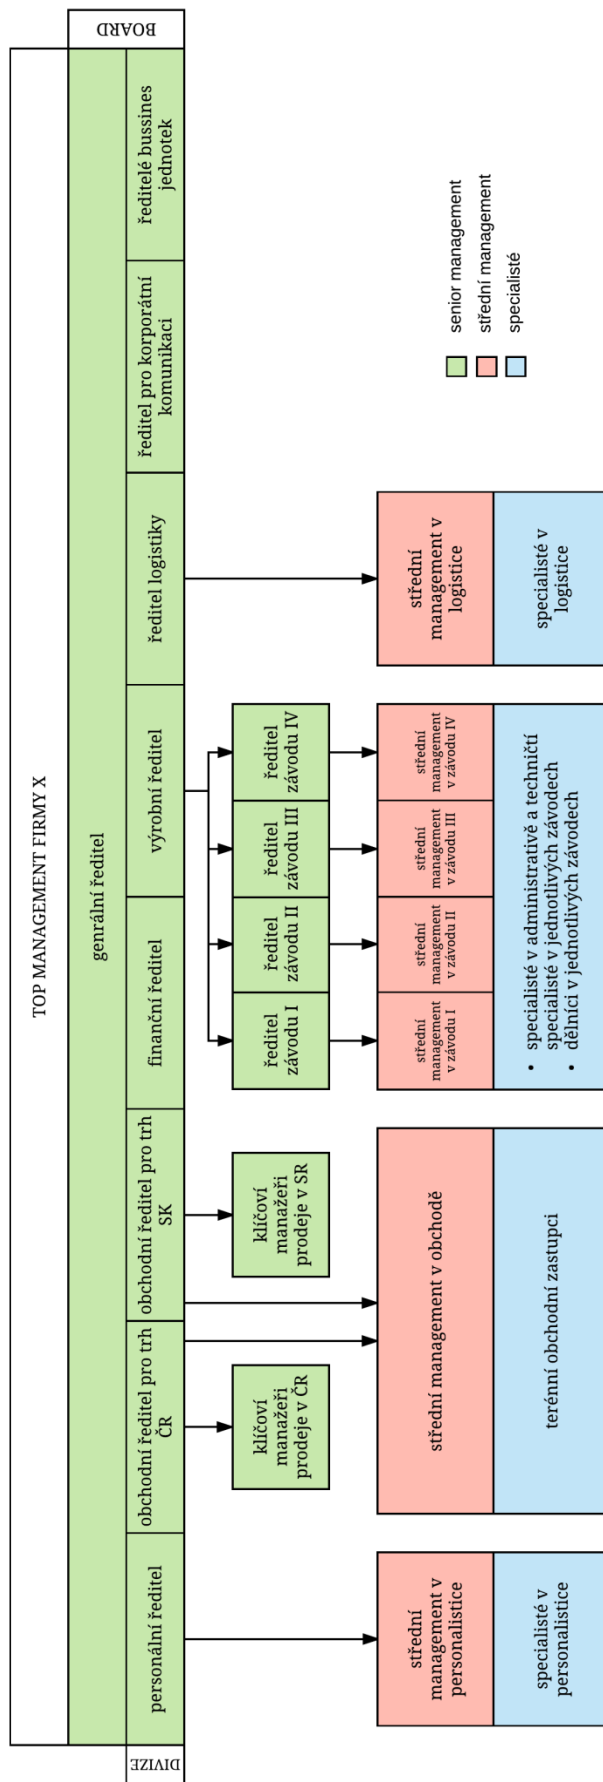 TOP MANAGEMENT FIRMY X
BOARD
genrální ředitel
DIVIZE
personální ředitel
obchodní ředitel pro trh
ČR
obchodní ředitel pro trh
SK
finanční ředitel
výrobní ředitel
ředitel logistiky
ředitel pro korporátní
komunikaci
ředitelé bussines
jednotek
klíčoví
manažeři
prodeje v ČR
klíčoví
manažeři
prodeje v SR
ředitel
závodu I
ředitel
závodu II
ředitel
závodu III
ředitel
závodu IV
střední
management v
personalistice
střední management v obchodě
střední
management
v závodu I
střední
management
v závodu II
střední
management
v závodu III
střední
management
v závodu IV
střední
management v
logistice
specialisté v
personalistice
terénní obchodní zastupci
• specialisté v administrativě a techničtí
specialisté v jednotlivých závodech
• dělníci v jednotlivých závodech
specialisté v
logistice
senior management
střední management
specialisté